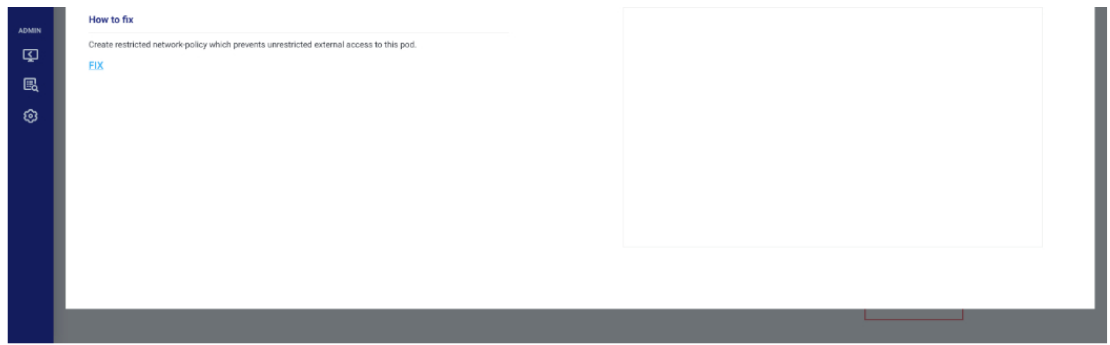 How to fix
ADMIN
Create restricted network-policy which prevents unrestricted external access to this pod.
FIX